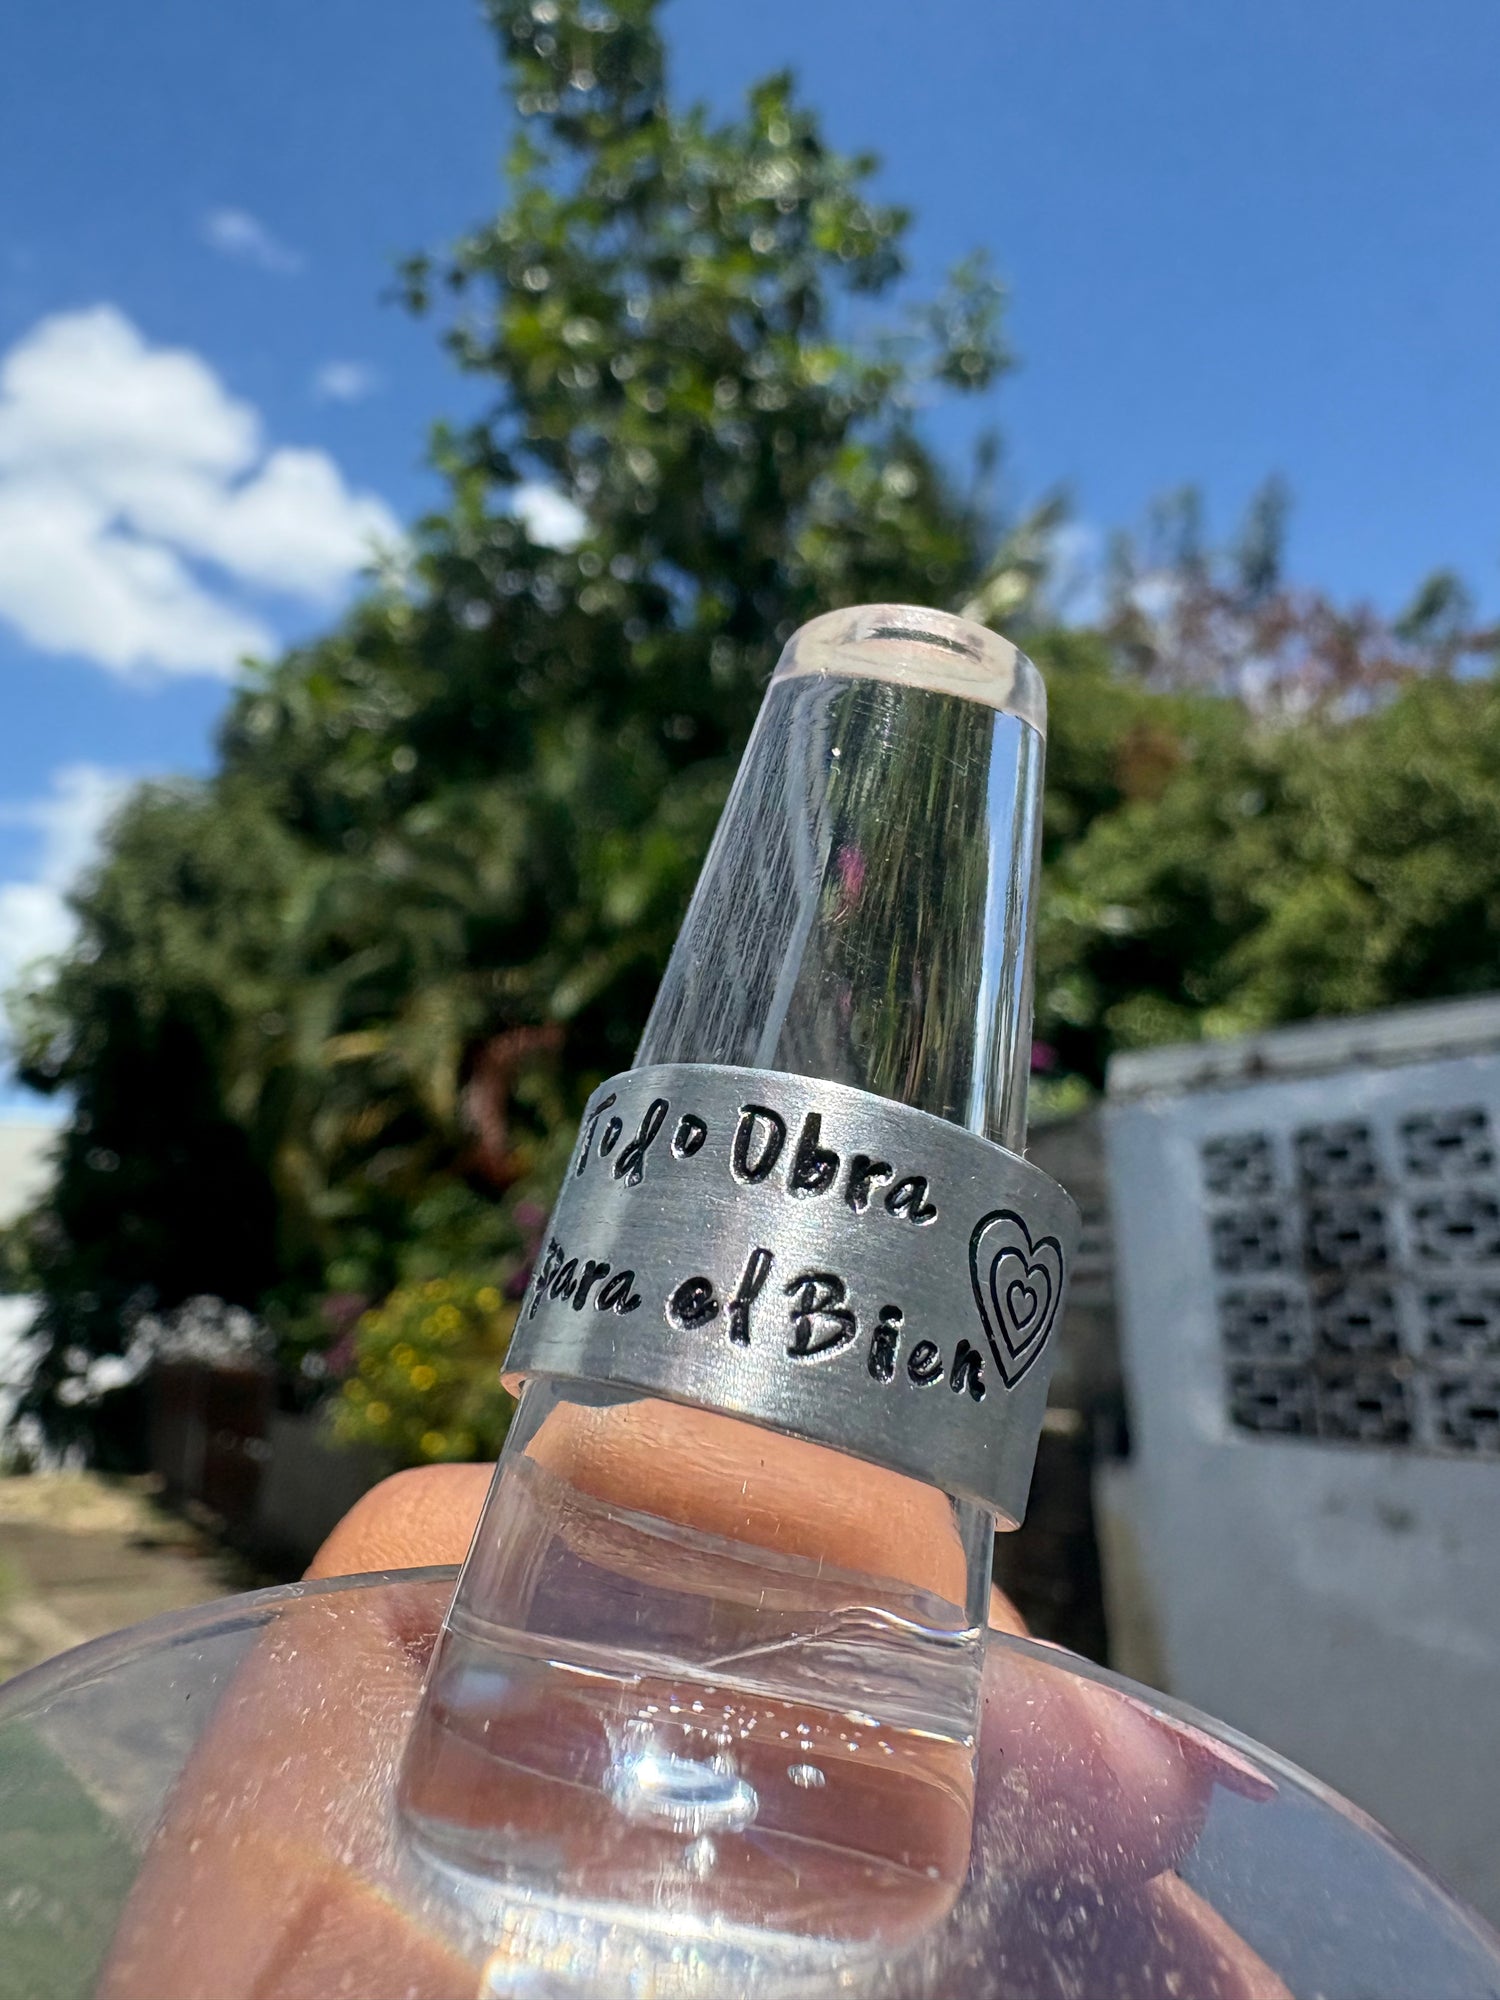 Todo Obra
para el Bien